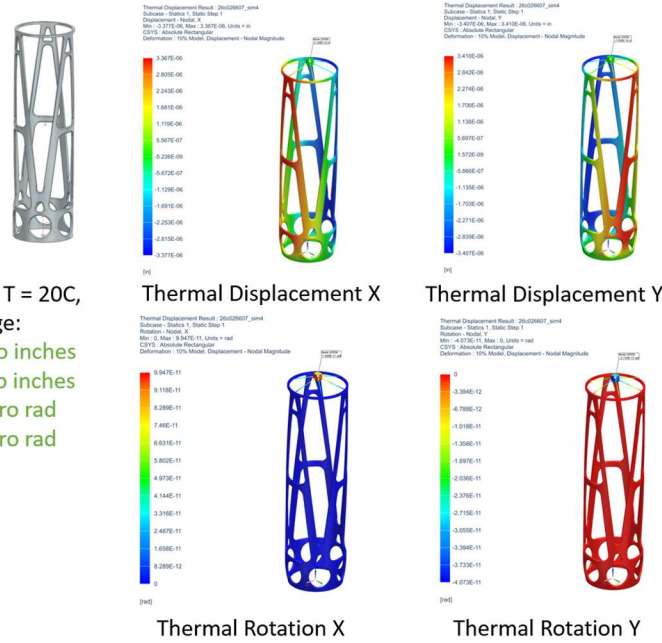 Thermal Displacement Result : 26c026607_sim4
Subcase - Statics 1, Static Step 1
Displacement - Nodal, X
Min : -3.377E-06, Max : 3.367E-06, Units = in
CSYS : Absolute Rectangular
Deformation : 10% Model, Displacement - Nodal Magnitude
3.367E-06
2.805E-06
2.243E-06
1.681E-06
1.119E-06
5.567E-07
-5.236E-09
-5.672E-07
-1.129E-06
-1.691E-06
-2.253E-06
-2.815E-06
-3.377E-06
[in]
Thermal Displacement X
Thermal Displacement Result : 26c026607_sim4
Subcase - Statics 1, Static Step 1
Displacement - Nodal, Y
Min : -3.407E-06, Max : 3.410E-06, Units = in
CSYS : Absolute Rectangular
Deformation : 10% Model, Displacement - Nodal Magnitude
3.410E-06
2.842E-06
2.274E-06
1.706E-06
1.138E-06
5.697E-07
1.572E-09
-5.666E-07
-1.135E-06
-1.703E-06
-2.271E-06
-2.839E-06
-3.407E-06
[in]
Thermal Displacement Y
T = 20C,
ge:
o inches
o inches
ro rad
ro rad
Thermal Displacement Result : 26c026607_sim4
Subcase - Statics 1, Static Step 1
Rotation - Nodal, X
Min : 0, Max : 9.947E-11, Units = rad
CSYS : Absolute Rectangular
Deformation : 10% Model, Displacement - Nodal Magnitude
9.947E-11
9.118E-11
8.289E-11
7.46E-11
6.631E-11
5.802E-11
4.973E-11
4.144E-11
3.316E-11
2.487E-11
1.658E-11
8.289E-12
0
[rad]
Thermal Rotation X
Thermal Displacement Result : 26c026607_sim4
Subcase - Statics 1, Static Step 1
Rotation - Nodal, Y
Min : -4.073E-11, Max : 0, Units = rad
CSYS : Absolute Rectangular
Deformation : 10% Model, Displacement - Nodal Magnitude
0
-3.394E-12
-6.788E-12
-1.018E-11
-1.358E-11
-1.697E-11
-2.036E-11
-2.376E-11
-2.715E-11
-3.055E-11
-3.394E-11
-3.733E-11
-4.073E-11
[rad]
Thermal Rotation Y